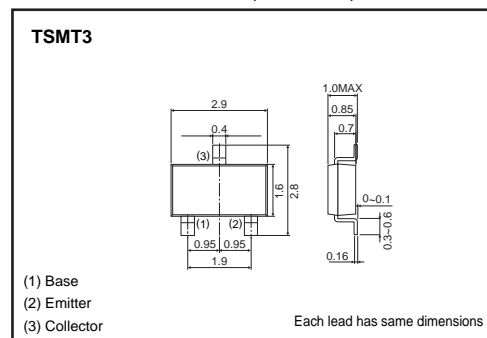 TSMT3
1.0MAX
2.9
0.85
0.4
0.7
(3)
1.6
2.8
0~0.1
(1) (2)
0.3~0.6
0.95 0.95
0.16
1.9
(1) Base
(2) Emitter
(3) Collector
Each lead has same dimensions